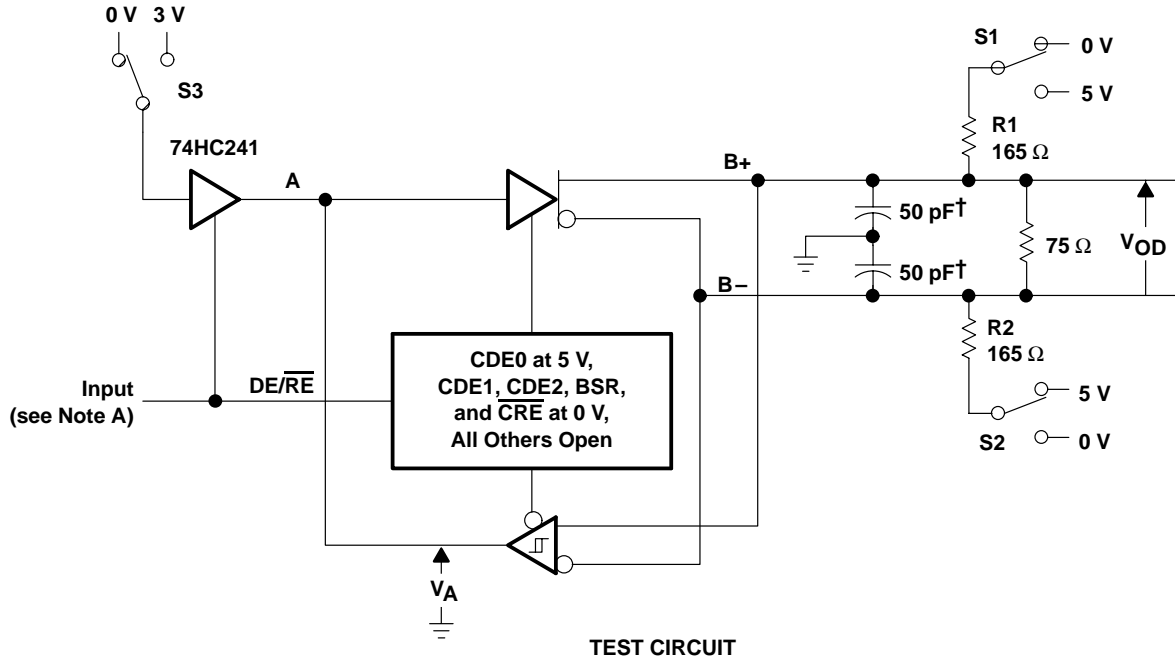 0 V 3 V
S3
74HC241
A
S1
0 V
5 V
R1
165 Ω
B+
50 pF†
50 pF†
75 Ω
VOD
B−
R2
165 Ω
5 V
S2
0 V
Input
(see Note A)
DE/RE
CDE0 at 5 V,
CDE1, CDE2, BSR,
and CRE at 0 V,
All Others Open
VA
TEST CIRCUIT